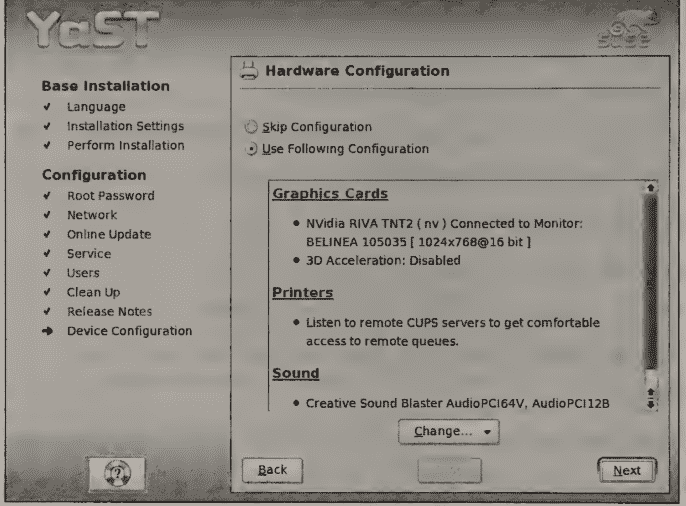 YaST
SUSE
Base Installation
Language
Installation Settings
Perform Installation
Configuration
Root Password
Network
Online Update
Service
Users
Clean Up
Release Notes
Device Configuration
Hardware Configuration
Skip Configuration
Use Following Configuration
Graphics Cards
NVidia RIVA TNT2 ( nv ) Connected to Monitor:
BELINEA 105035 [ 1024x768@16 bit ]
3D Acceleration: Disabled
Printers
Listen to remote CUPS servers to get comfortable
access to remote queues.
Sound
Creative Sound Blaster AudioPCI64V, AudioPCI12B
Change...
Back
Next